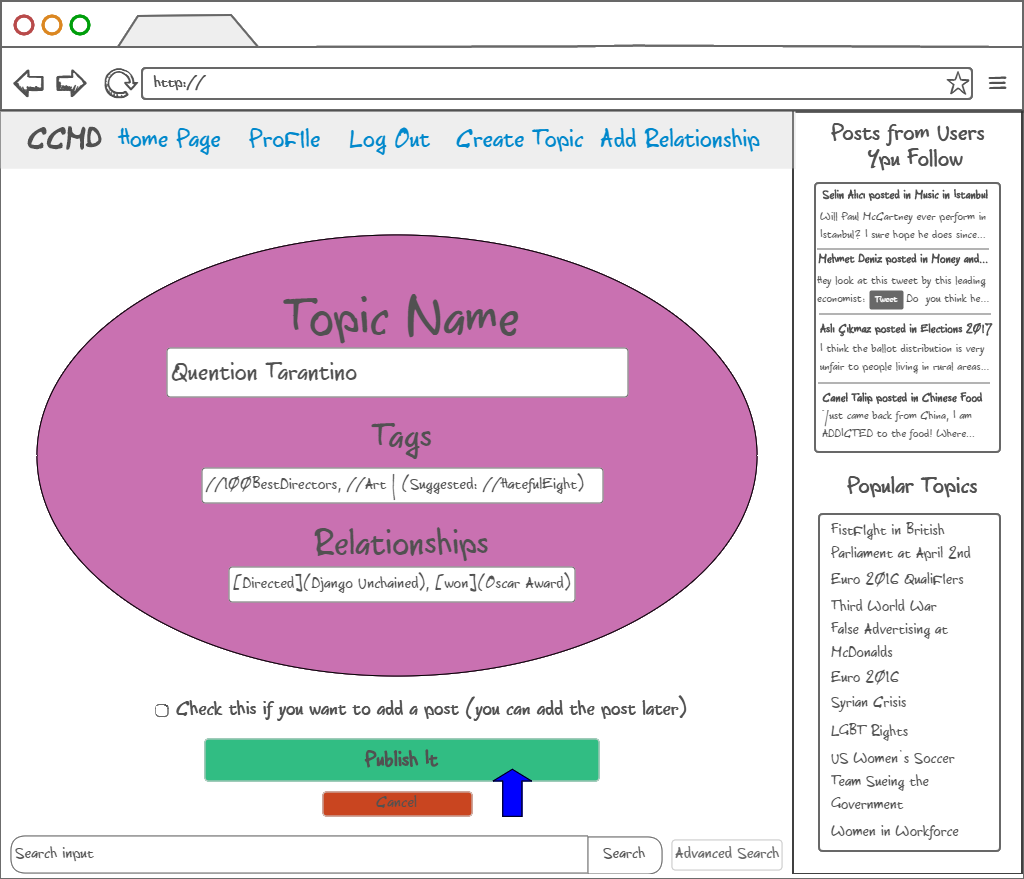 http://
CCMD Home Page ProFIle Log Out Create Topic Add Relationship
Topic Name
Quention Tarantino
Tags
//100BestDirectors, //Art | (Suggested: //HatefulEight)
Relationships
[Directed](Django Unchained), [won](Oscar Award)
Check this if you want to add a post (you can add the post later)
Publish It
Cancel
Search input Search Advanced Search
Posts from Users
Ypu Follow
Selin Alıcı posted in Music in Istanbul
Will Paul McCartney ever perform in
Istanbul? I sure hope he does since...
Mehmet Deniz posted in Money and...
Hey look at this tweet by this leading
economist: Tweet Do you think he...
Aslı Çıkmaz posted in Elections 2017
I think the ballot distribution is very
unfair to people living in rural areas...
Canel Talip posted in Chinese Food
Just came back from China, I am
ADDICTED to the food! Where...
Popular Topics
FistFIght in British
Parliament at April 2nd
Euro 2016 QualiFIers
Third World War
False Advertising at
McDonalds
Euro 2016
Syrian Crisis
LGBT Rights
US Women's Soccer
Team Sueing the
Government
Women in Workforce